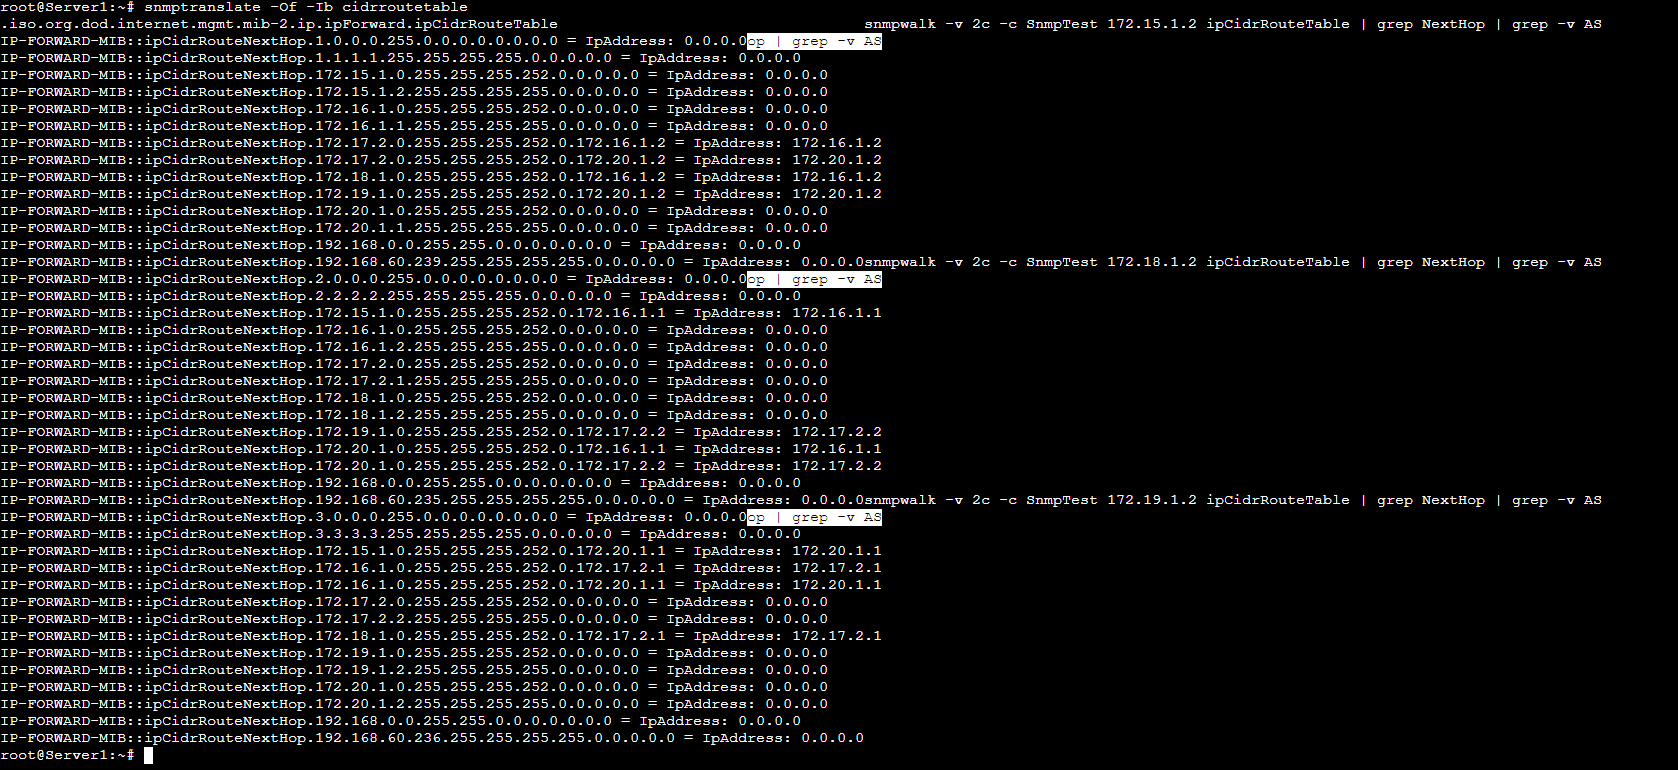 root@Server1:~# snmptranslate -Of -Ib cidrroutetable
.iso.org.dod.internet.mgmt.mib-2.ip.ipForward.ipCidrRouteTable snmpwalk -v 2c -c SnmpTest 172.15.1.2 ipCidrRouteTable | grep NextHop | grep -v AS
IP-FORWARD-MIB::ipCidrRouteNextHop.1.0.0.0.255.0.0.0.0.0.0.0.0 = IpAddress: 0.0.0.0op | grep -v AS
IP-FORWARD-MIB::ipCidrRouteNextHop.1.1.1.1.255.255.255.255.0.0.0.0.0 = IpAddress: 0.0.0.0
IP-FORWARD-MIB::ipCidrRouteNextHop.172.15.1.0.255.255.255.252.0.0.0.0.0 = IpAddress: 0.0.0.0
IP-FORWARD-MIB::ipCidrRouteNextHop.172.15.1.2.255.255.255.255.0.0.0.0.0 = IpAddress: 0.0.0.0
IP-FORWARD-MIB::ipCidrRouteNextHop.172.16.1.0.255.255.255.252.0.0.0.0.0 = IpAddress: 0.0.0.0
IP-FORWARD-MIB::ipCidrRouteNextHop.172.16.1.1.255.255.255.255.0.0.0.0.0 = IpAddress: 0.0.0.0
IP-FORWARD-MIB::ipCidrRouteNextHop.172.17.2.0.255.255.255.252.0.172.16.1.2 = IpAddress: 172.16.1.2
IP-FORWARD-MIB::ipCidrRouteNextHop.172.17.2.0.255.255.255.252.0.172.20.1.2 = IpAddress: 172.20.1.2
IP-FORWARD-MIB::ipCidrRouteNextHop.172.18.1.0.255.255.255.252.0.172.16.1.2 = IpAddress: 172.16.1.2
IP-FORWARD-MIB::ipCidrRouteNextHop.172.19.1.0.255.255.255.252.0.172.20.1.2 = IpAddress: 172.20.1.2
IP-FORWARD-MIB::ipCidrRouteNextHop.172.20.1.0.255.255.255.252.0.0.0.0.0 = IpAddress: 0.0.0.0
IP-FORWARD-MIB::ipCidrRouteNextHop.172.20.1.1.255.255.255.255.0.0.0.0.0 = IpAddress: 0.0.0.0
IP-FORWARD-MIB::ipCidrRouteNextHop.192.168.0.0.255.255.0.0.0.0.0.0.0 = IpAddress: 0.0.0.0
IP-FORWARD-MIB::ipCidrRouteNextHop.192.168.60.239.255.255.255.255.0.0.0.0.0 = IpAddress: 0.0.0.0snmpwalk -v 2c -c SnmpTest 172.18.1.2 ipCidrRouteTable | grep NextHop | grep -v AS
IP-FORWARD-MIB::ipCidrRouteNextHop.2.0.0.0.255.0.0.0.0.0.0.0.0 = IpAddress: 0.0.0.0op | grep -v AS
IP-FORWARD-MIB::ipCidrRouteNextHop.2.2.2.2.255.255.255.255.0.0.0.0.0 = IpAddress: 0.0.0.0
IP-FORWARD-MIB::ipCidrRouteNextHop.172.15.1.0.255.255.255.252.0.172.16.1.1 = IpAddress: 172.16.1.1
IP-FORWARD-MIB::ipCidrRouteNextHop.172.16.1.0.255.255.255.252.0.0.0.0.0 = IpAddress: 0.0.0.0
IP-FORWARD-MIB::ipCidrRouteNextHop.172.16.1.2.255.255.255.255.0.0.0.0.0 = IpAddress: 0.0.0.0
IP-FORWARD-MIB::ipCidrRouteNextHop.172.17.2.0.255.255.255.252.0.0.0.0.0 = IpAddress: 0.0.0.0
IP-FORWARD-MIB::ipCidrRouteNextHop.172.17.2.1.255.255.255.255.0.0.0.0.0 = IpAddress: 0.0.0.0
IP-FORWARD-MIB::ipCidrRouteNextHop.172.18.1.0.255.255.255.252.0.0.0.0.0 = IpAddress: 0.0.0.0
IP-FORWARD-MIB::ipCidrRouteNextHop.172.18.1.2.255.255.255.255.0.0.0.0.0 = IpAddress: 0.0.0.0
IP-FORWARD-MIB::ipCidrRouteNextHop.172.19.1.0.255.255.255.252.0.172.17.2.2 = IpAddress: 172.17.2.2
IP-FORWARD-MIB::ipCidrRouteNextHop.172.20.1.0.255.255.255.252.0.172.16.1.1 = IpAddress: 172.16.1.1
IP-FORWARD-MIB::ipCidrRouteNextHop.172.20.1.0.255.255.255.252.0.172.17.2.2 = IpAddress: 172.17.2.2
IP-FORWARD-MIB::ipCidrRouteNextHop.192.168.0.0.255.255.0.0.0.0.0.0.0 = IpAddress: 0.0.0.0
IP-FORWARD-MIB::ipCidrRouteNextHop.192.168.60.235.255.255.255.255.0.0.0.0.0 = IpAddress: 0.0.0.0snmpwalk -v 2c -c SnmpTest 172.19.1.2 ipCidrRouteTable | grep NextHop | grep -v AS
IP-FORWARD-MIB::ipCidrRouteNextHop.3.0.0.0.255.0.0.0.0.0.0.0.0 = IpAddress: 0.0.0.0op | grep -v AS
IP-FORWARD-MIB::ipCidrRouteNextHop.3.3.3.3.255.255.255.255.0.0.0.0.0 = IpAddress: 0.0.0.0
IP-FORWARD-MIB::ipCidrRouteNextHop.172.15.1.0.255.255.255.252.0.172.20.1.1 = IpAddress: 172.20.1.1
IP-FORWARD-MIB::ipCidrRouteNextHop.172.16.1.0.255.255.255.252.0.172.17.2.1 = IpAddress: 172.17.2.1
IP-FORWARD-MIB::ipCidrRouteNextHop.172.16.1.0.255.255.255.252.0.172.20.1.1 = IpAddress: 172.20.1.1
IP-FORWARD-MIB::ipCidrRouteNextHop.172.17.2.0.255.255.255.252.0.0.0.0.0 = IpAddress: 0.0.0.0
IP-FORWARD-MIB::ipCidrRouteNextHop.172.17.2.2.255.255.255.255.0.0.0.0.0 = IpAddress: 0.0.0.0
IP-FORWARD-MIB::ipCidrRouteNextHop.172.18.1.0.255.255.255.252.0.172.17.2.1 = IpAddress: 172.17.2.1
IP-FORWARD-MIB::ipCidrRouteNextHop.172.19.1.0.255.255.255.252.0.0.0.0.0 = IpAddress: 0.0.0.0
IP-FORWARD-MIB::ipCidrRouteNextHop.172.19.1.2.255.255.255.255.0.0.0.0.0 = IpAddress: 0.0.0.0
IP-FORWARD-MIB::ipCidrRouteNextHop.172.20.1.0.255.255.255.252.0.0.0.0.0 = IpAddress: 0.0.0.0
IP-FORWARD-MIB::ipCidrRouteNextHop.172.20.1.2.255.255.255.255.0.0.0.0.0 = IpAddress: 0.0.0.0
IP-FORWARD-MIB::ipCidrRouteNextHop.192.168.0.0.255.255.0.0.0.0.0.0.0 = IpAddress: 0.0.0.0
IP-FORWARD-MIB::ipCidrRouteNextHop.192.168.60.236.255.255.255.255.0.0.0.0.0 = IpAddress: 0.0.0.0
root@Server1:~#